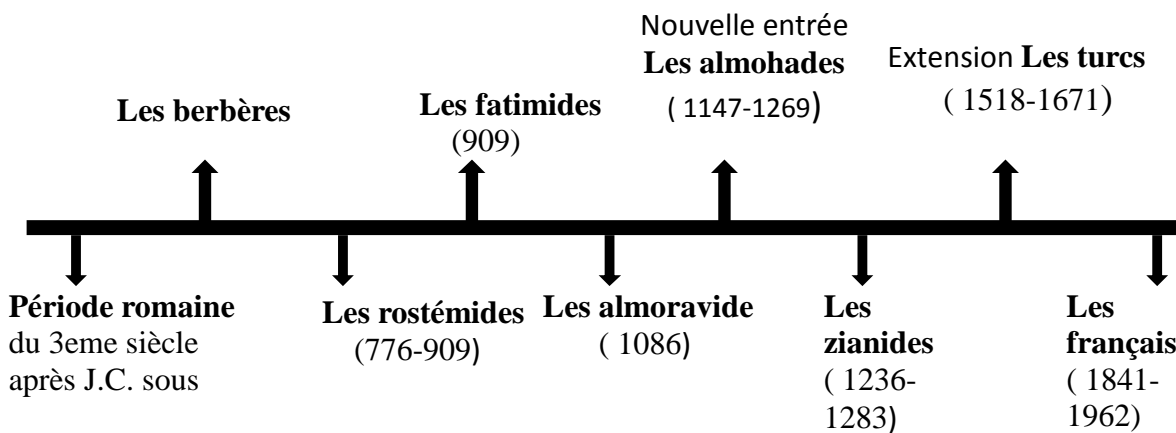 Nouvelle entrée
Les almohades
( 1147-1269)
Extension Les turcs
( 1518-1671)
Les berbères
Les fatimides
(909)
Période romaine
du 3eme siècle
après J.C. sous
Les rostémides
(776-909)
Les almoravide
( 1086)
Les
zianides
( 1236-
1283)
Les
français
( 1841-
1962)